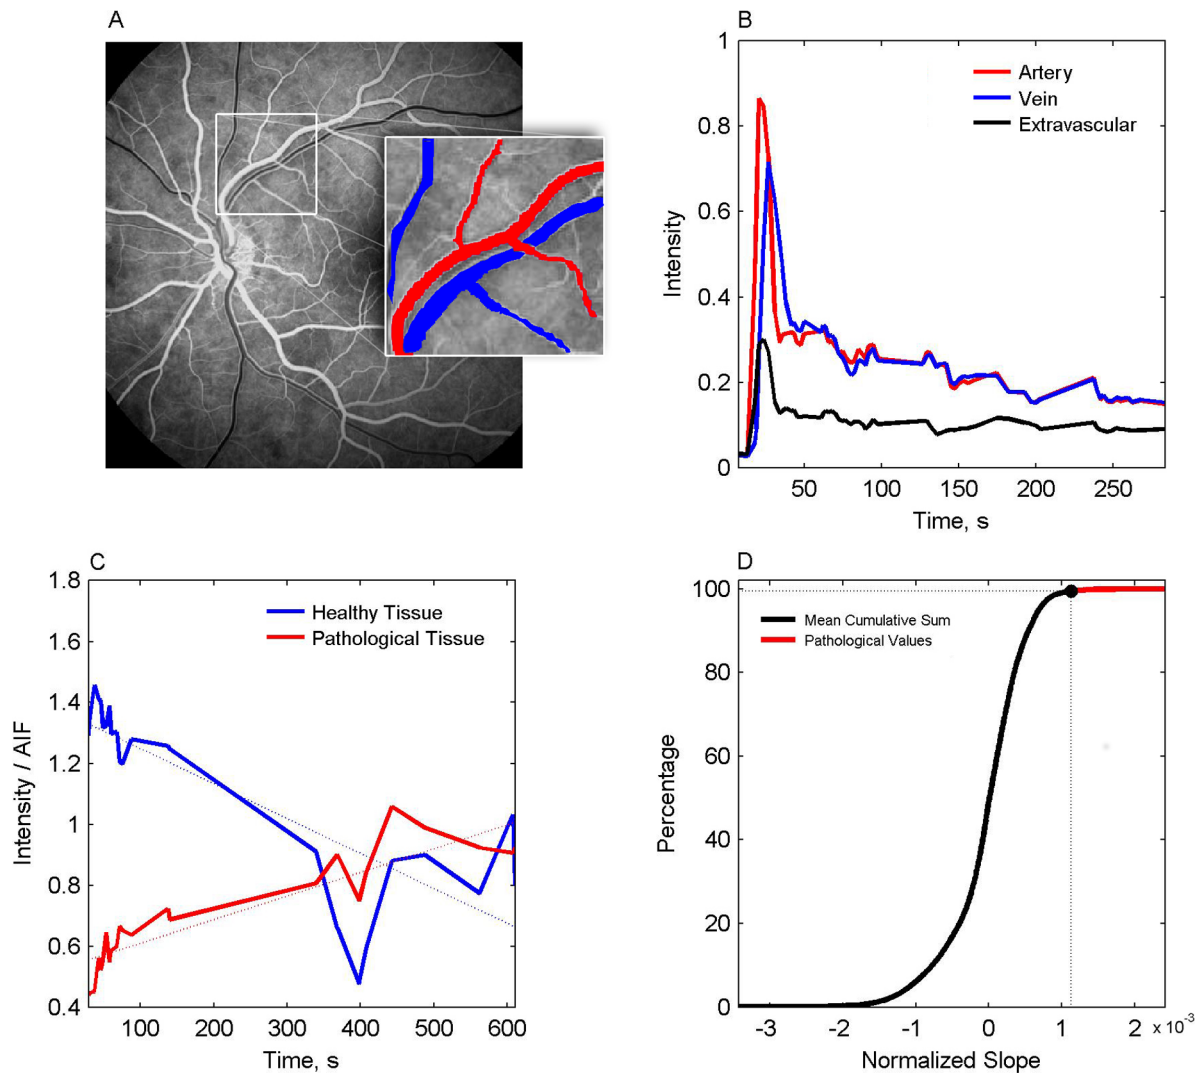 A
B
1
0.8
0.6
0.4
0.2
0
Intensity
Artery
Vein
Extravascular
50
100
150
200
250
Time, s
C
1.8
1.6
1.4
1.2
1
0.8
0.6
0.4
Intensity / AIF
Healthy Tissue
Pathological Tissue
100
200
300
400
500
600
Time, s
D
100
80
60
40
20
0
Percentage
Mean Cumulative Sum
Pathological Values
-3
-2
-1
0
1
2
x 10-3
Normalized Slope